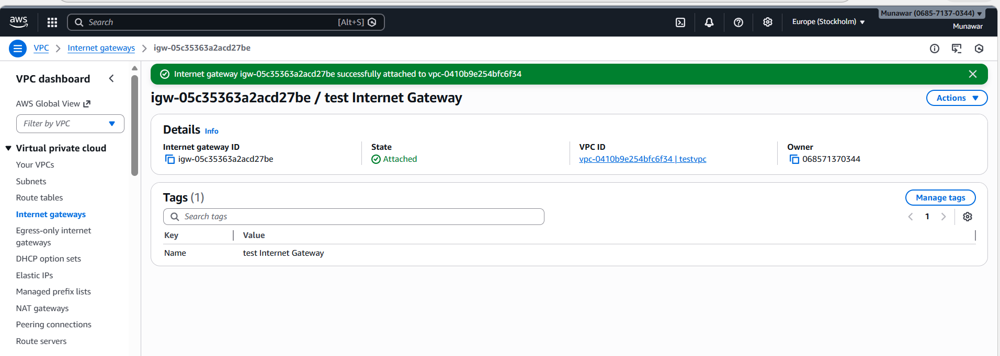 aws
Search
[Alt+S]
Europe (Stockholm)
Munawar (0685-7137-0344)
Munawar
VPC
Internet gateways
igw-05c35363a2acd27be
VPC dashboard
AWS Global View
Filter by VPC
Virtual private cloud
Your VPCs
Subnets
Route tables
Internet gateways
Egress-only internet
gateways
DHCP option sets
Elastic IPs
Managed prefix lists
NAT gateways
Peering connections
Route servers
Internet gateway igw-05c35363a2acd27be successfully attached to vpc-0410b9e254bfc6f34
igw-05c35363a2acd27be / test Internet Gateway
Actions
Details Info
Internet gateway ID
igw-05c35363a2acd27be
State
Attached
VPC ID
vpc-0410b9e254bfc6f34 | testvpc
Owner
068571370344
Tags (1)
Manage tags
Search tags
1
Key Value
Name test Internet Gateway